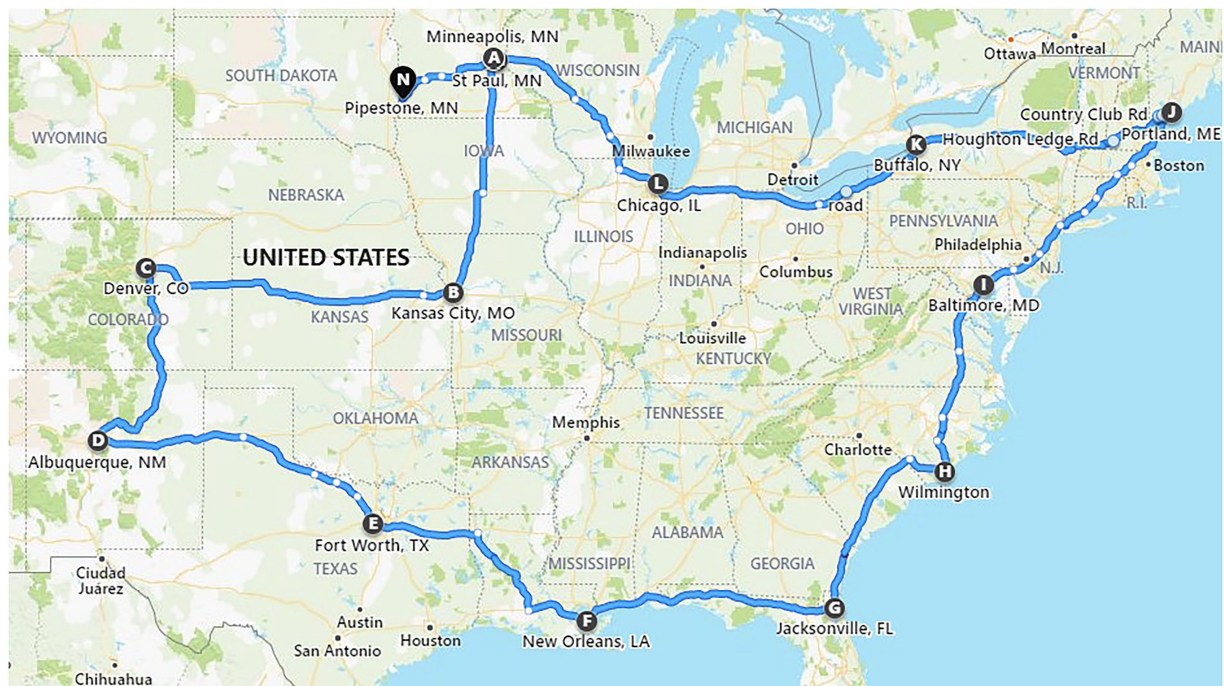 Minneapolis, MN
A
St Paul, MN
N
Pipestone, MN
SOUTH DAKOTA
WISCONSIN
Ottawa
Montreal
MAIN
VERMONT
WYOMING
IOWA
Milwaukee
MICHIGAN
Detroit
Country Club Rd
J
Houghton Ledge Rd
Portland, ME
K
Buffalo, NY
Boston
R.I.
NEBRASKA
L
Chicago, IL
road
OHIO
PENNSYLVANIA
Philadelphia
N.J.
ILLINOIS
Indianapolis
INDIANA
Columbus
UNITED STATES
C
Denver, CO
COLORADO
KANSAS
B
Kansas City, MO
MISSOURI
WEST
VIRGINIA
I
Baltimore, MD
Louisville
KENTUCKY
OKLAHOMA
Memphis
TENNESSEE
D
Albuquerque, NM
ARKANSAS
Charlotte
H
Wilmington
E
Fort Worth, TX
TEXAS
MISSISSIPPI
ALABAMA
GEORGIA
Ciudad
Juárez
Austin
San Antonio
Houston
F
New Orleans, LA
G
Jacksonville, FL
Chihuahua